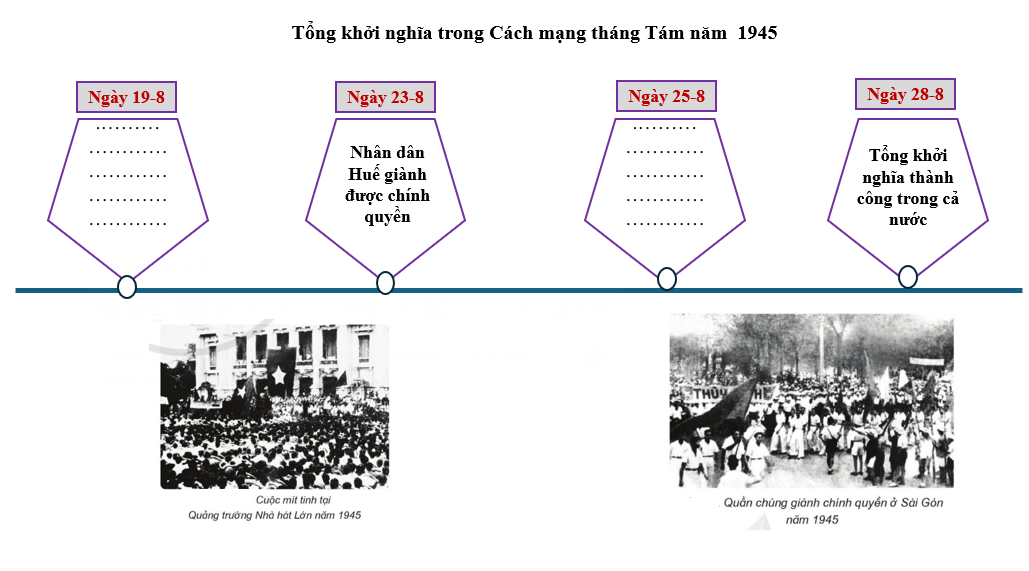 Tổng khởi nghĩa trong Cách mạng tháng Tám năm 1945
Ngày 19-8
Ngày 23-8
Ngày 25-8
Ngày 28-8
..........
............
............
............
............
Nhân dân
Huế giành
được chính
quyền
..........
............
............
............
............
Tổng khởi
nghĩa thành
công trong cả
nước
Cuộc mít tinh tại
Quảng trường Nhà hát Lớn năm 1945
Quần chúng giành chính quyền ở Sài Gòn
năm 1945